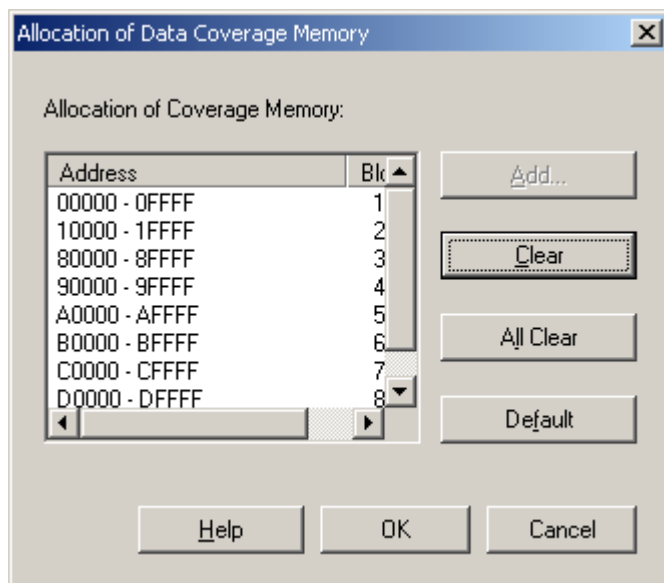 Allocation of Data Coverage Memory
Allocation of Coverage Memory:
Address Blo
00000 - 0FFFF 1
10000 - 1FFFF 2
80000 - 8FFFF 3
90000 - 9FFFF 4
A0000 - AFFFF 5
B0000 - BFFFF 6
C0000 - CFFFF 7
D0000 - DFFFF 8
Add...
Clear
All Clear
Default
Help OK Cancel